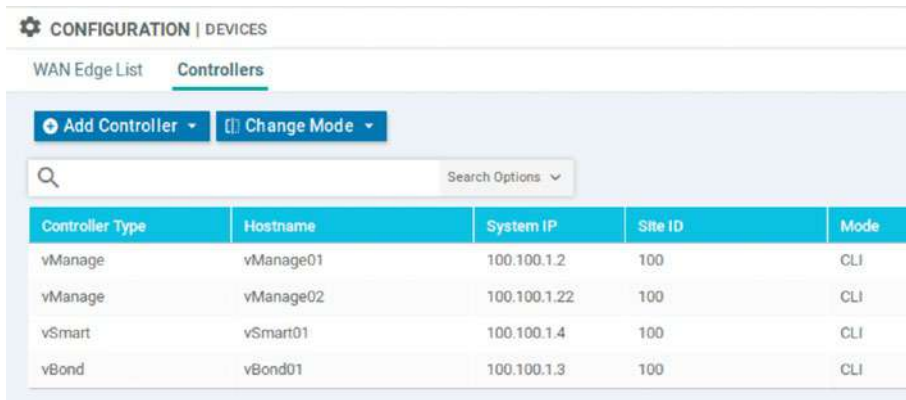 CONFIGURATION | DEVICES
WAN Edge List Controllers
Add Controller Change Mode
Search Options
Controller Type Hostname System IP Site ID Mode
vManage vManage01 100.100.1.2 100 CLI
vManage vManage02 100.100.1.22 100 CLI
vSmart vSmart01 100.100.1.4 100 CLI
vBond vBond01 100.100.1.3 100 CLI